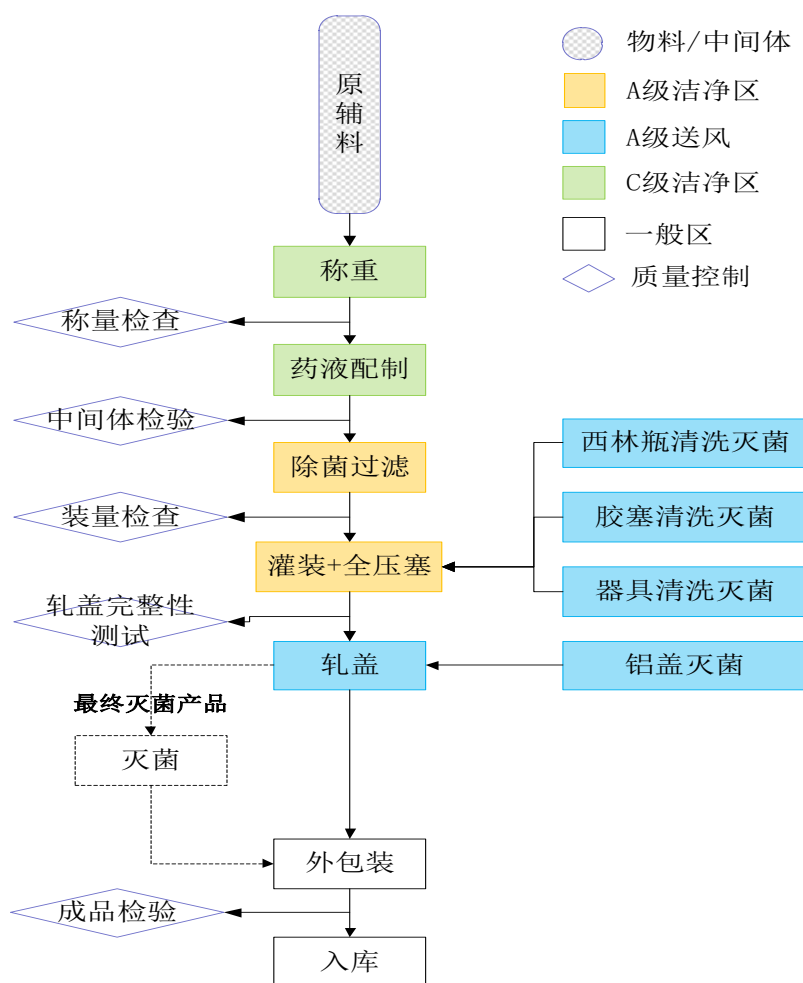 原
辅
料
物料/中间体
A级洁净区
A级送风
C级洁净区
一般区
质量控制
称重
称量检查
药液配制
中间体检验
除菌过滤
西林瓶清洗灭菌
装量检查
胶塞清洗灭菌
灌装+全压塞
器具清洗灭菌
轧盖完整性
测试
轧盖
铝盖灭菌
最终灭菌产品
灭菌
外包装
成品检验
入库